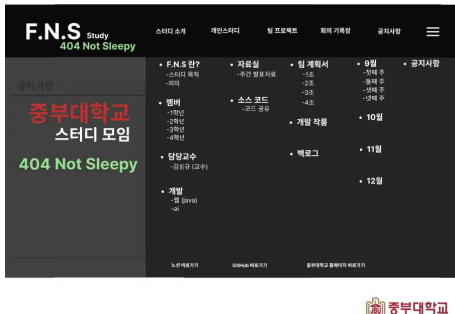 F.N.S Study
404 Not Sleepy
스터디 소개
개인스터디
팀 프로젝트
회의 기록장
공지사항
공지사항
중부대학교
스터디 모임
404 Not Sleepy
• F.N.S 란?
-스터디 목적
-의미
• 멤버
-1학년
-2학년
-3학년
-4학년
• 담당교수
• 개발
-웹 (java)
-ai
• 자료실
-주간 발표자료
• 소스 코드
-코드 공유
• 팀 계획서
-1조
-2조
-3조
-4조
• 개발 작품
• 백로그
• 9월
-첫째 주
-둘째 주
-셋째 주
-넷째 주
• 10월
• 11월
• 12월
• 공지사항
노션 바로가기
GitHub 바로가기
중부대학교 홈페이지 바로가기
중부대학교